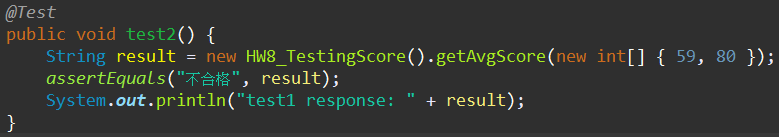 @Test
public void test2() {
    String result = new HW8_TestingScore().getAvgScore(new int[] { 59, 80 });
    assertEquals("不合格", result);
    System.out.println("test1 response: " + result);
}